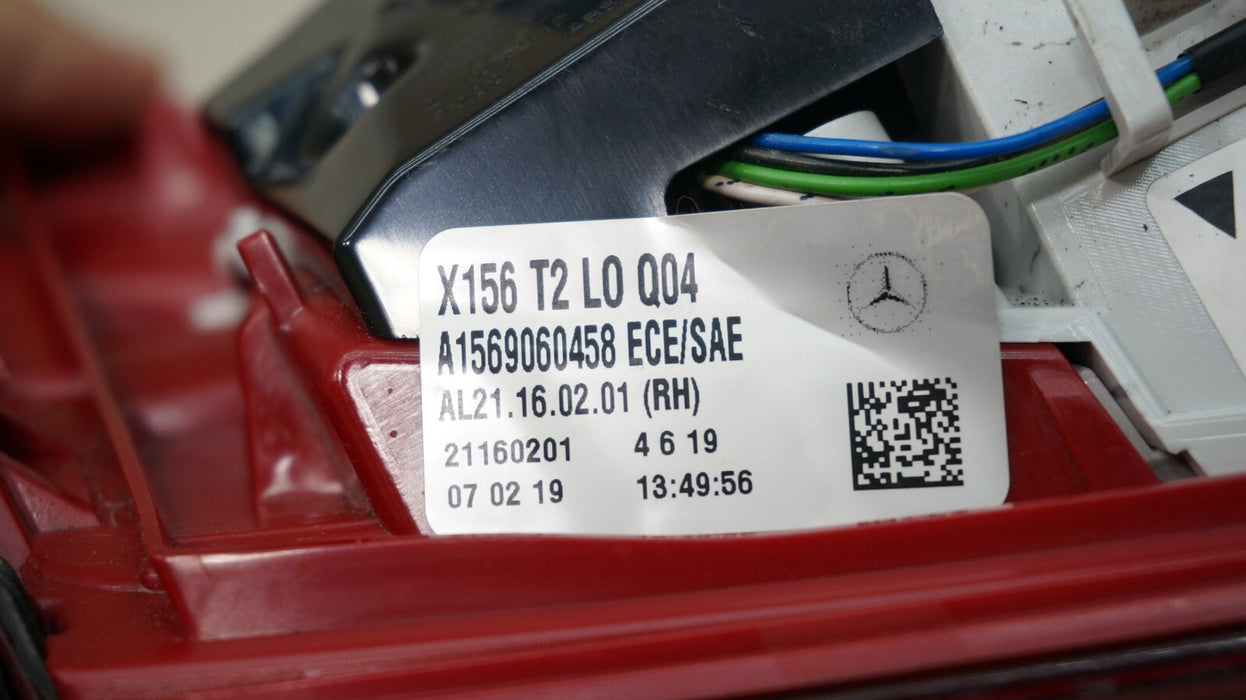 X156 T2 LO Q04
A1569060458 ECE/SAE
AL21.16.02.01 (RH)
21160201 4 6 19
07 02 19 13:49:56